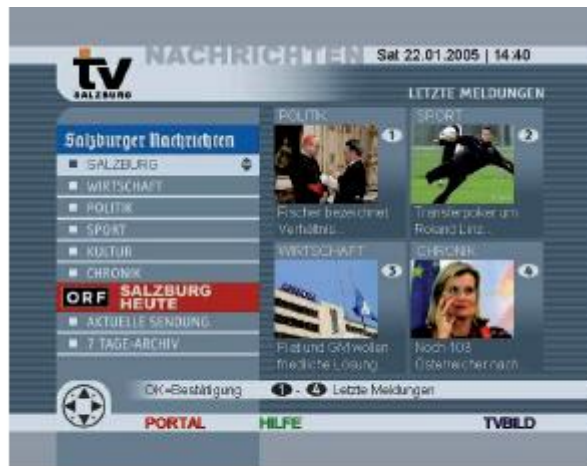 tv
SALZBURG
NACHRICHTEN
Sat 22.01.2005 | 14:40
LETZTE MELDUNGEN
Salzburger Nachrichten
SALZBURG
WIRTSCHAFT
POLITIK
SPORT
KULTUR
CHRONIK
ORF SALZBURG
HEUTE
AKTUELLE SENDUNG
7 TAGE-ARCHIV
POLITIK
1
Fischer bezeichnet
Verhältnis...
SPORT
2
Transferpoker um
Roland Linz...
WIRTSCHAFT
3
Fiat und GM wollen
friedliche Lösung
CHRONIK
4
Noch 103
Österreicher nach
OK=Bestätigung
1 - 4 Letzte Meldungen
PORTAL
HILFE
TVBILD